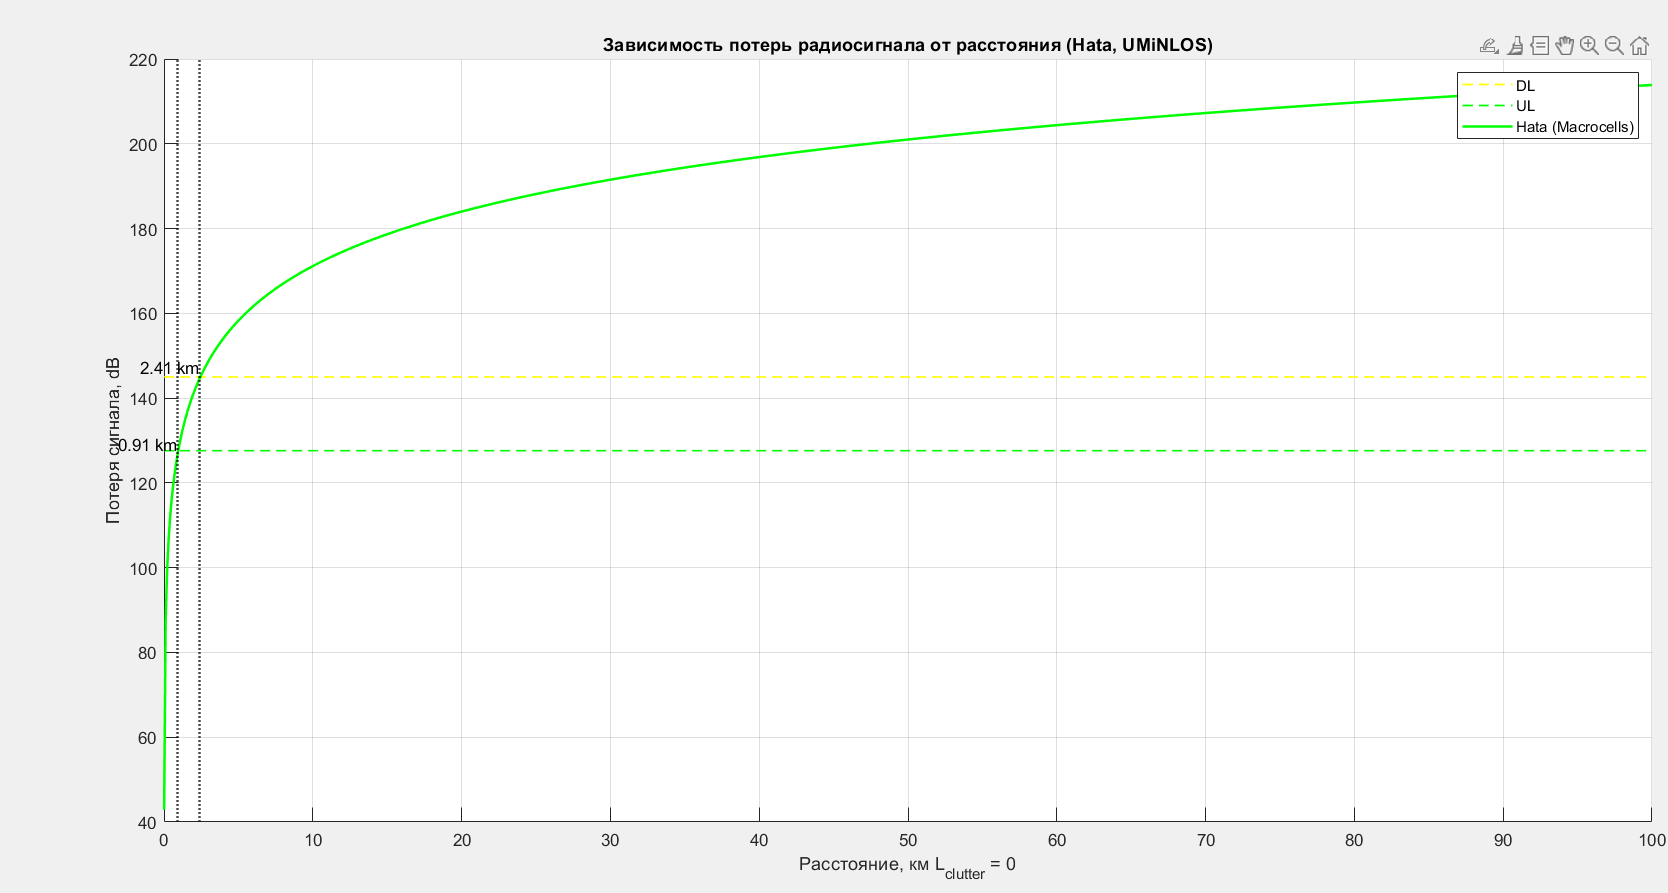 Зависимость потерь радиосигнала от расстояния (Hata, UMiNLOS)
DL
UL
Hata (Macrocells)
220
200
180
160
140
120
100
80
60
40
Потеря сигнала, dB
2.41 km
0.91 km
0 10 20 30 40 50 60 70 80 90 100
Расстояние, км L_clutter = 0